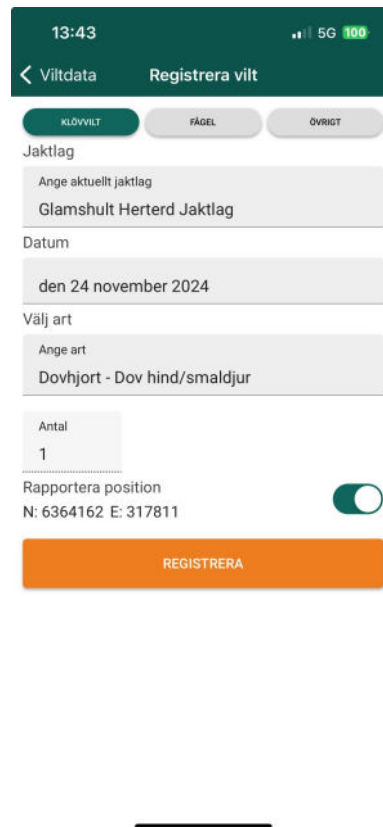 13:43 5G 100
Viltdata Registrera vilt
KLÖVVILT FÅGEL ÖVRIGT
Jaktlag
Ange aktuellt jaktlag
Glamshult Herterd Jaktlag
Datum
den 24 november 2024
Välj art
Ange art
Dovhjort - Dov hind/smaldjur
Antal
1
Rapportera position
N: 6364162 E: 317811
REGISTRERA